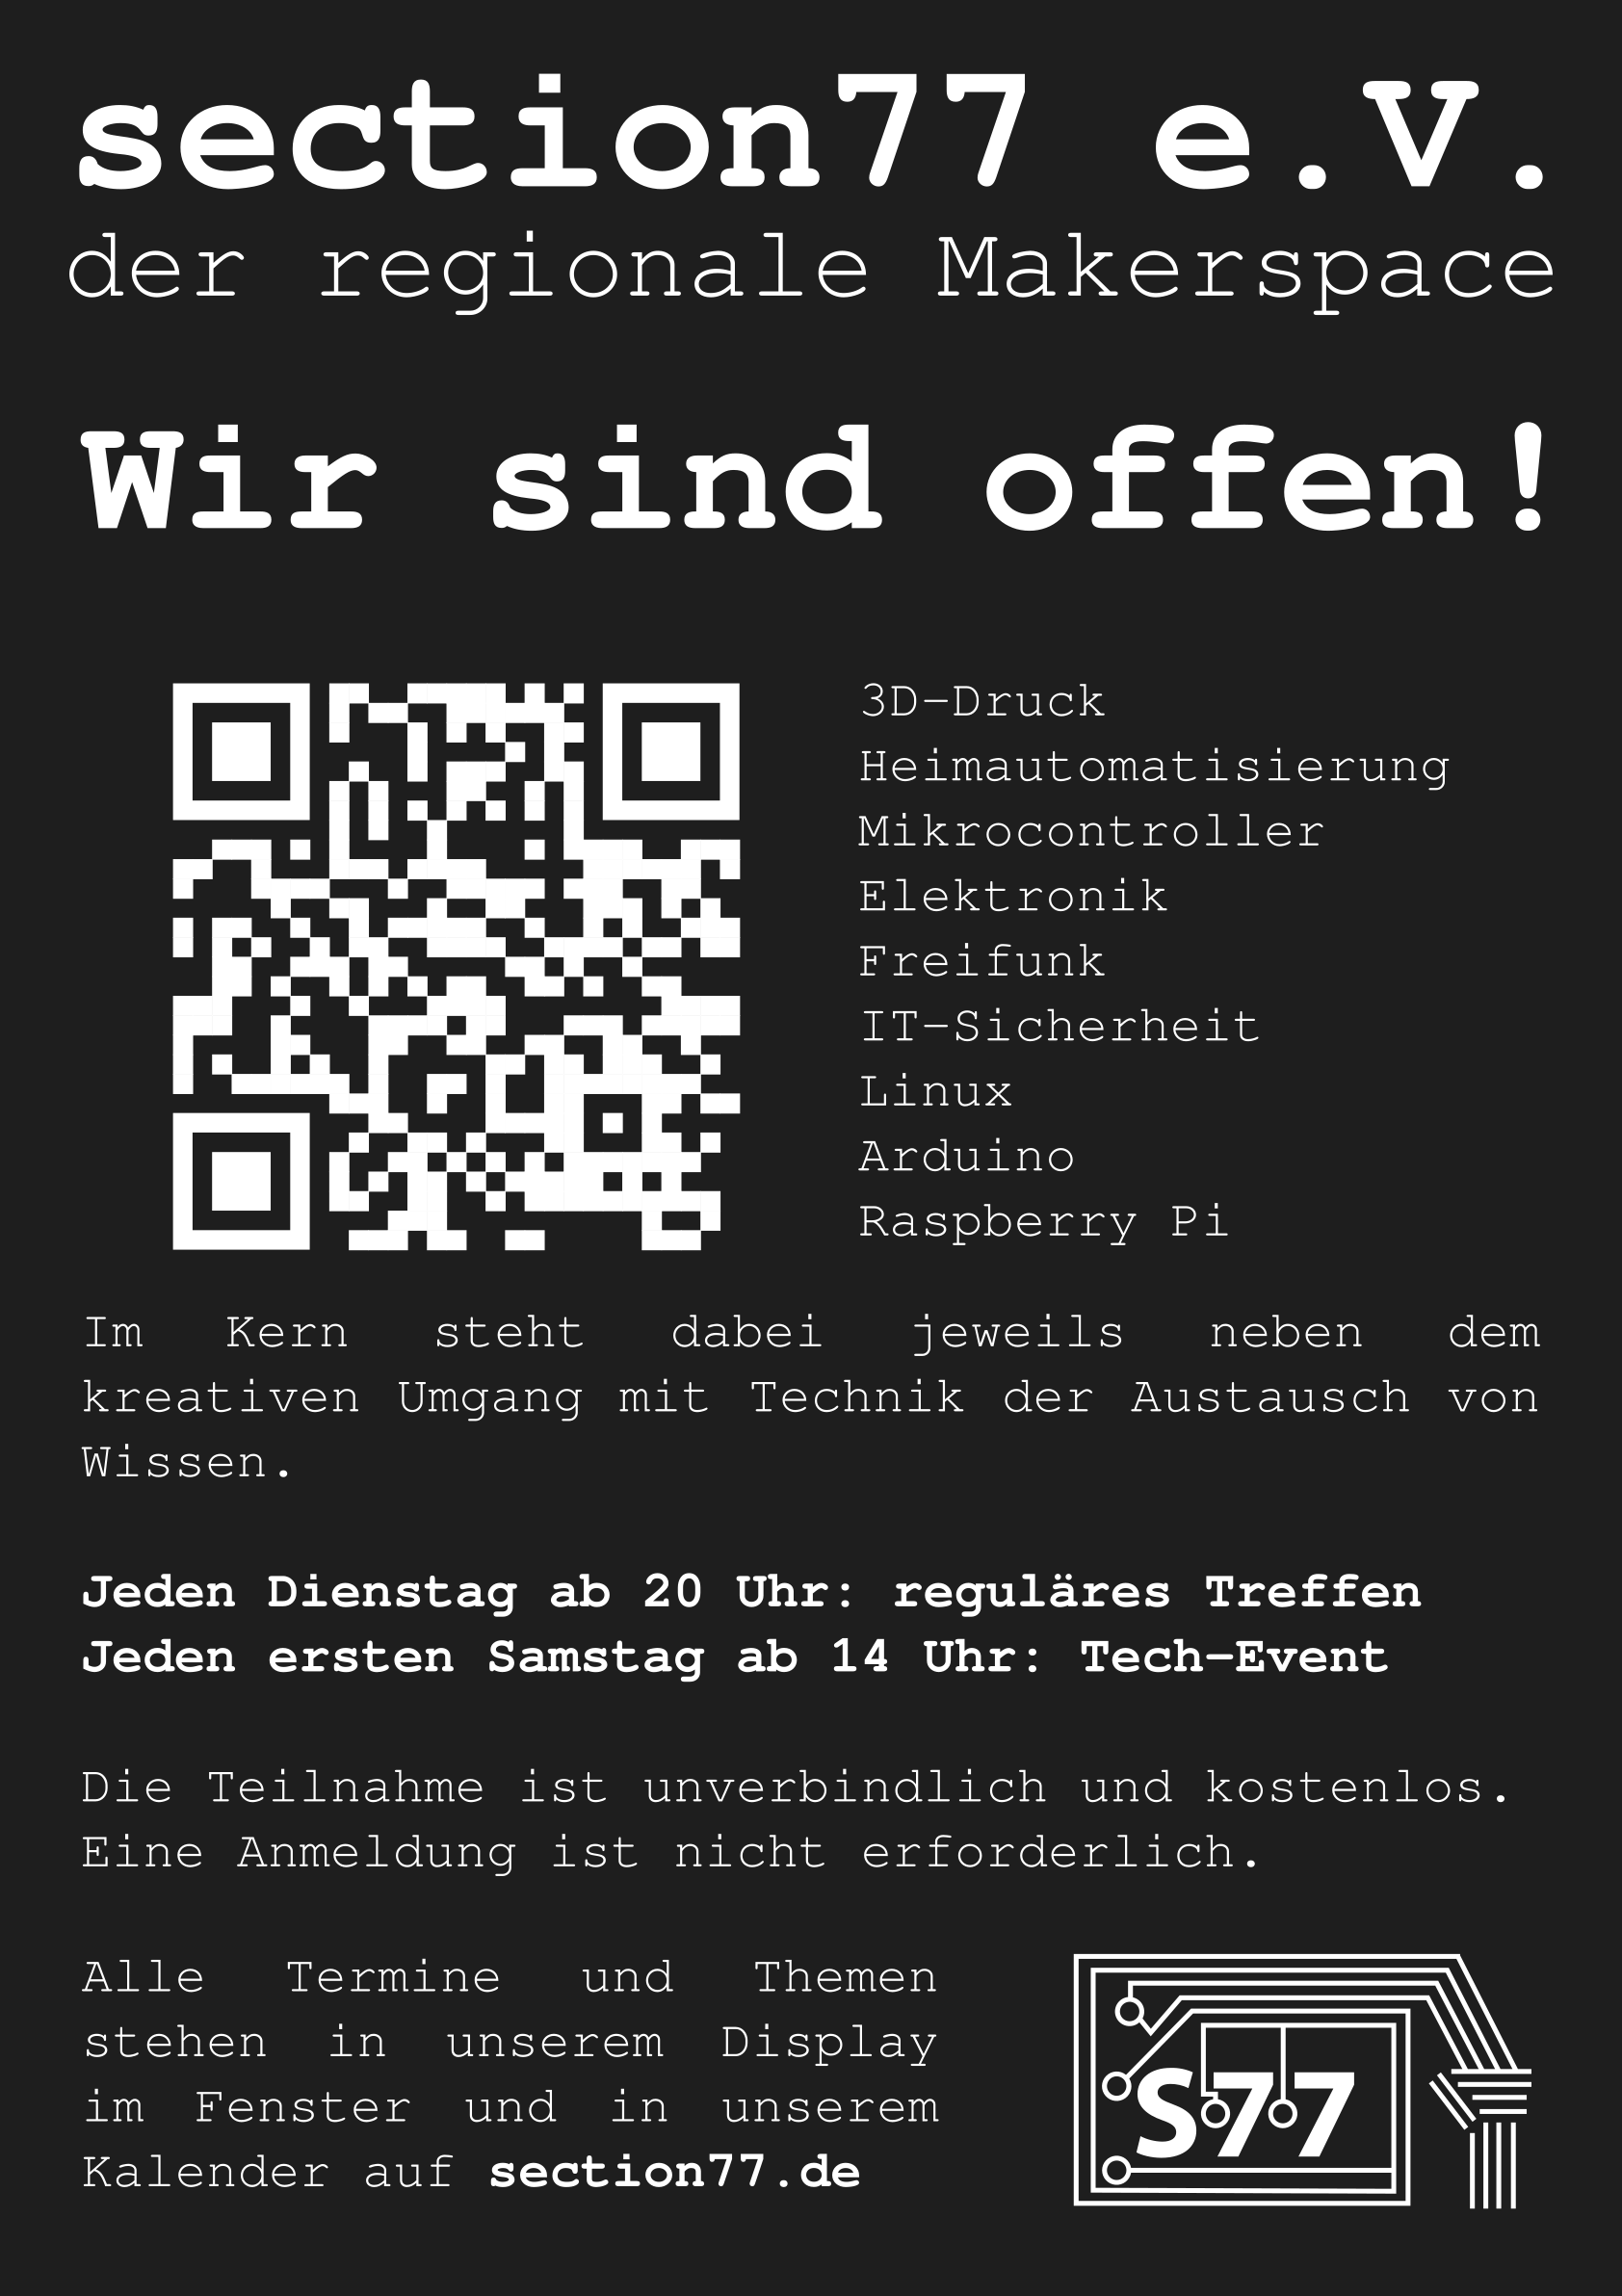 section77 e.V.
der regionale Makerspace
Wir sind offen!
3D-Druck
Heimautomatisierung
Mikrocontroller
Elektronik
Freifunk
IT-Sicherheit
Linux
Arduino
Raspberry Pi
Im Kern steht dabei jeweils neben dem
kreativen Umgang mit Technik der Austausch von
Wissen.
Jeden Dienstag ab 20 Uhr: reguläres Treffen
Jeden ersten Samstag ab 14 Uhr: Tech-Event
Die Teilnahme ist unverbindlich und kostenlos.
Eine Anmeldung ist nicht erforderlich.
Alle Termine und Themen
stehen in unserem Display
im Fenster und in unserem
Kalender auf section77.de
S77